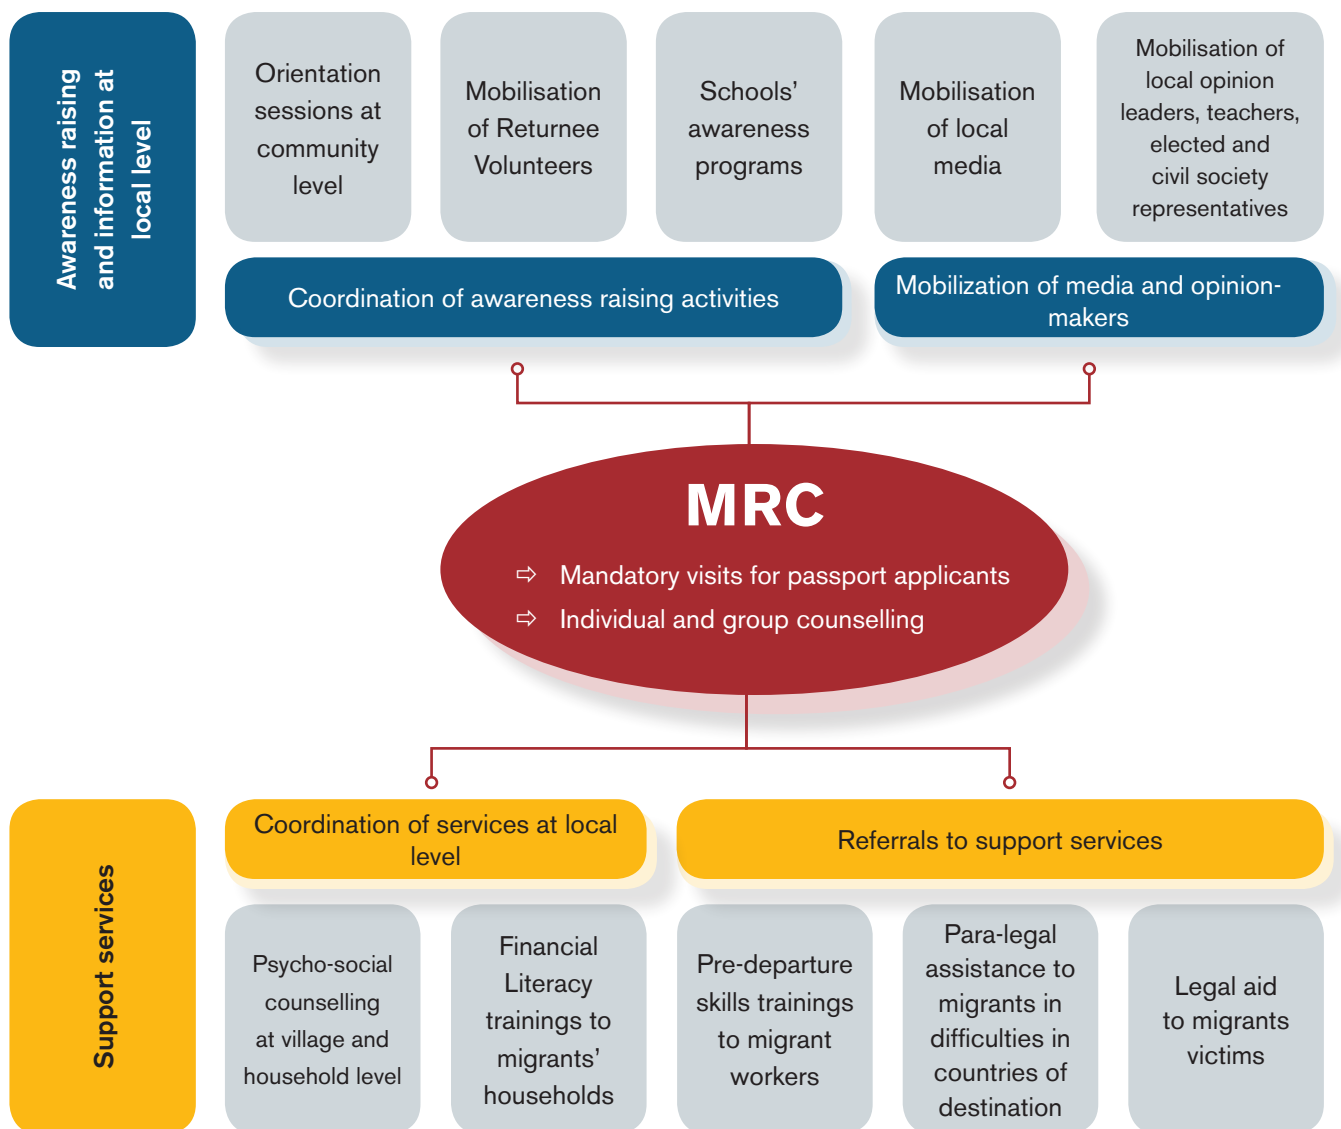 Awareness raising
and information at
local level
Orientation
sessions at
community
level
Mobilisation
of Returnee
Volunteers
Schools’
awareness
programs
Mobilisation
of local
media
Mobilisation of
local opinion
leaders, teachers,
elected and
civil society
representatives
Coordination of awareness raising activities
Mobilization of media and opinion-
makers
MRC
⇨ Mandatory visits for passport applicants
⇨ Individual and group counselling
Support services
Coordination of services at local
level
Referrals to support services
Psycho-social
counselling
at village and
household level
Financial
Literacy
trainings to
migrants’
households
Pre-departure
skills trainings
to migrant
workers
Para-legal
assistance to
migrants in
difficulties in
countries of
destination
Legal aid
to migrants
victims